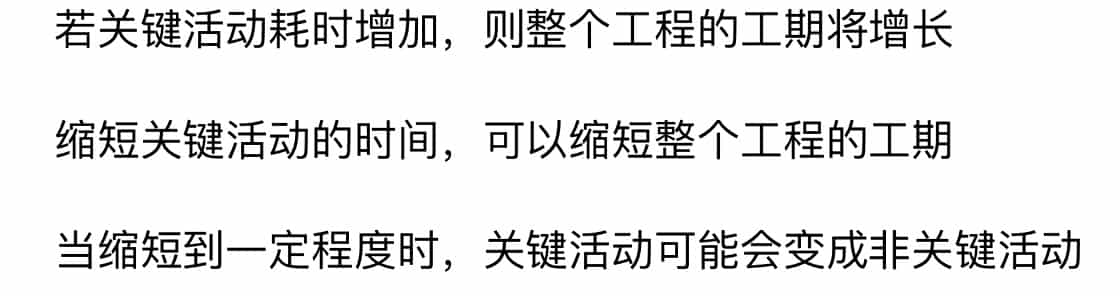 若关键活动耗时增加，则整个工程的工期将增长
缩短关键活动的时间，可以缩短整个工程的工期
当缩短到一定程度时，关键活动可能会变成非关键活动